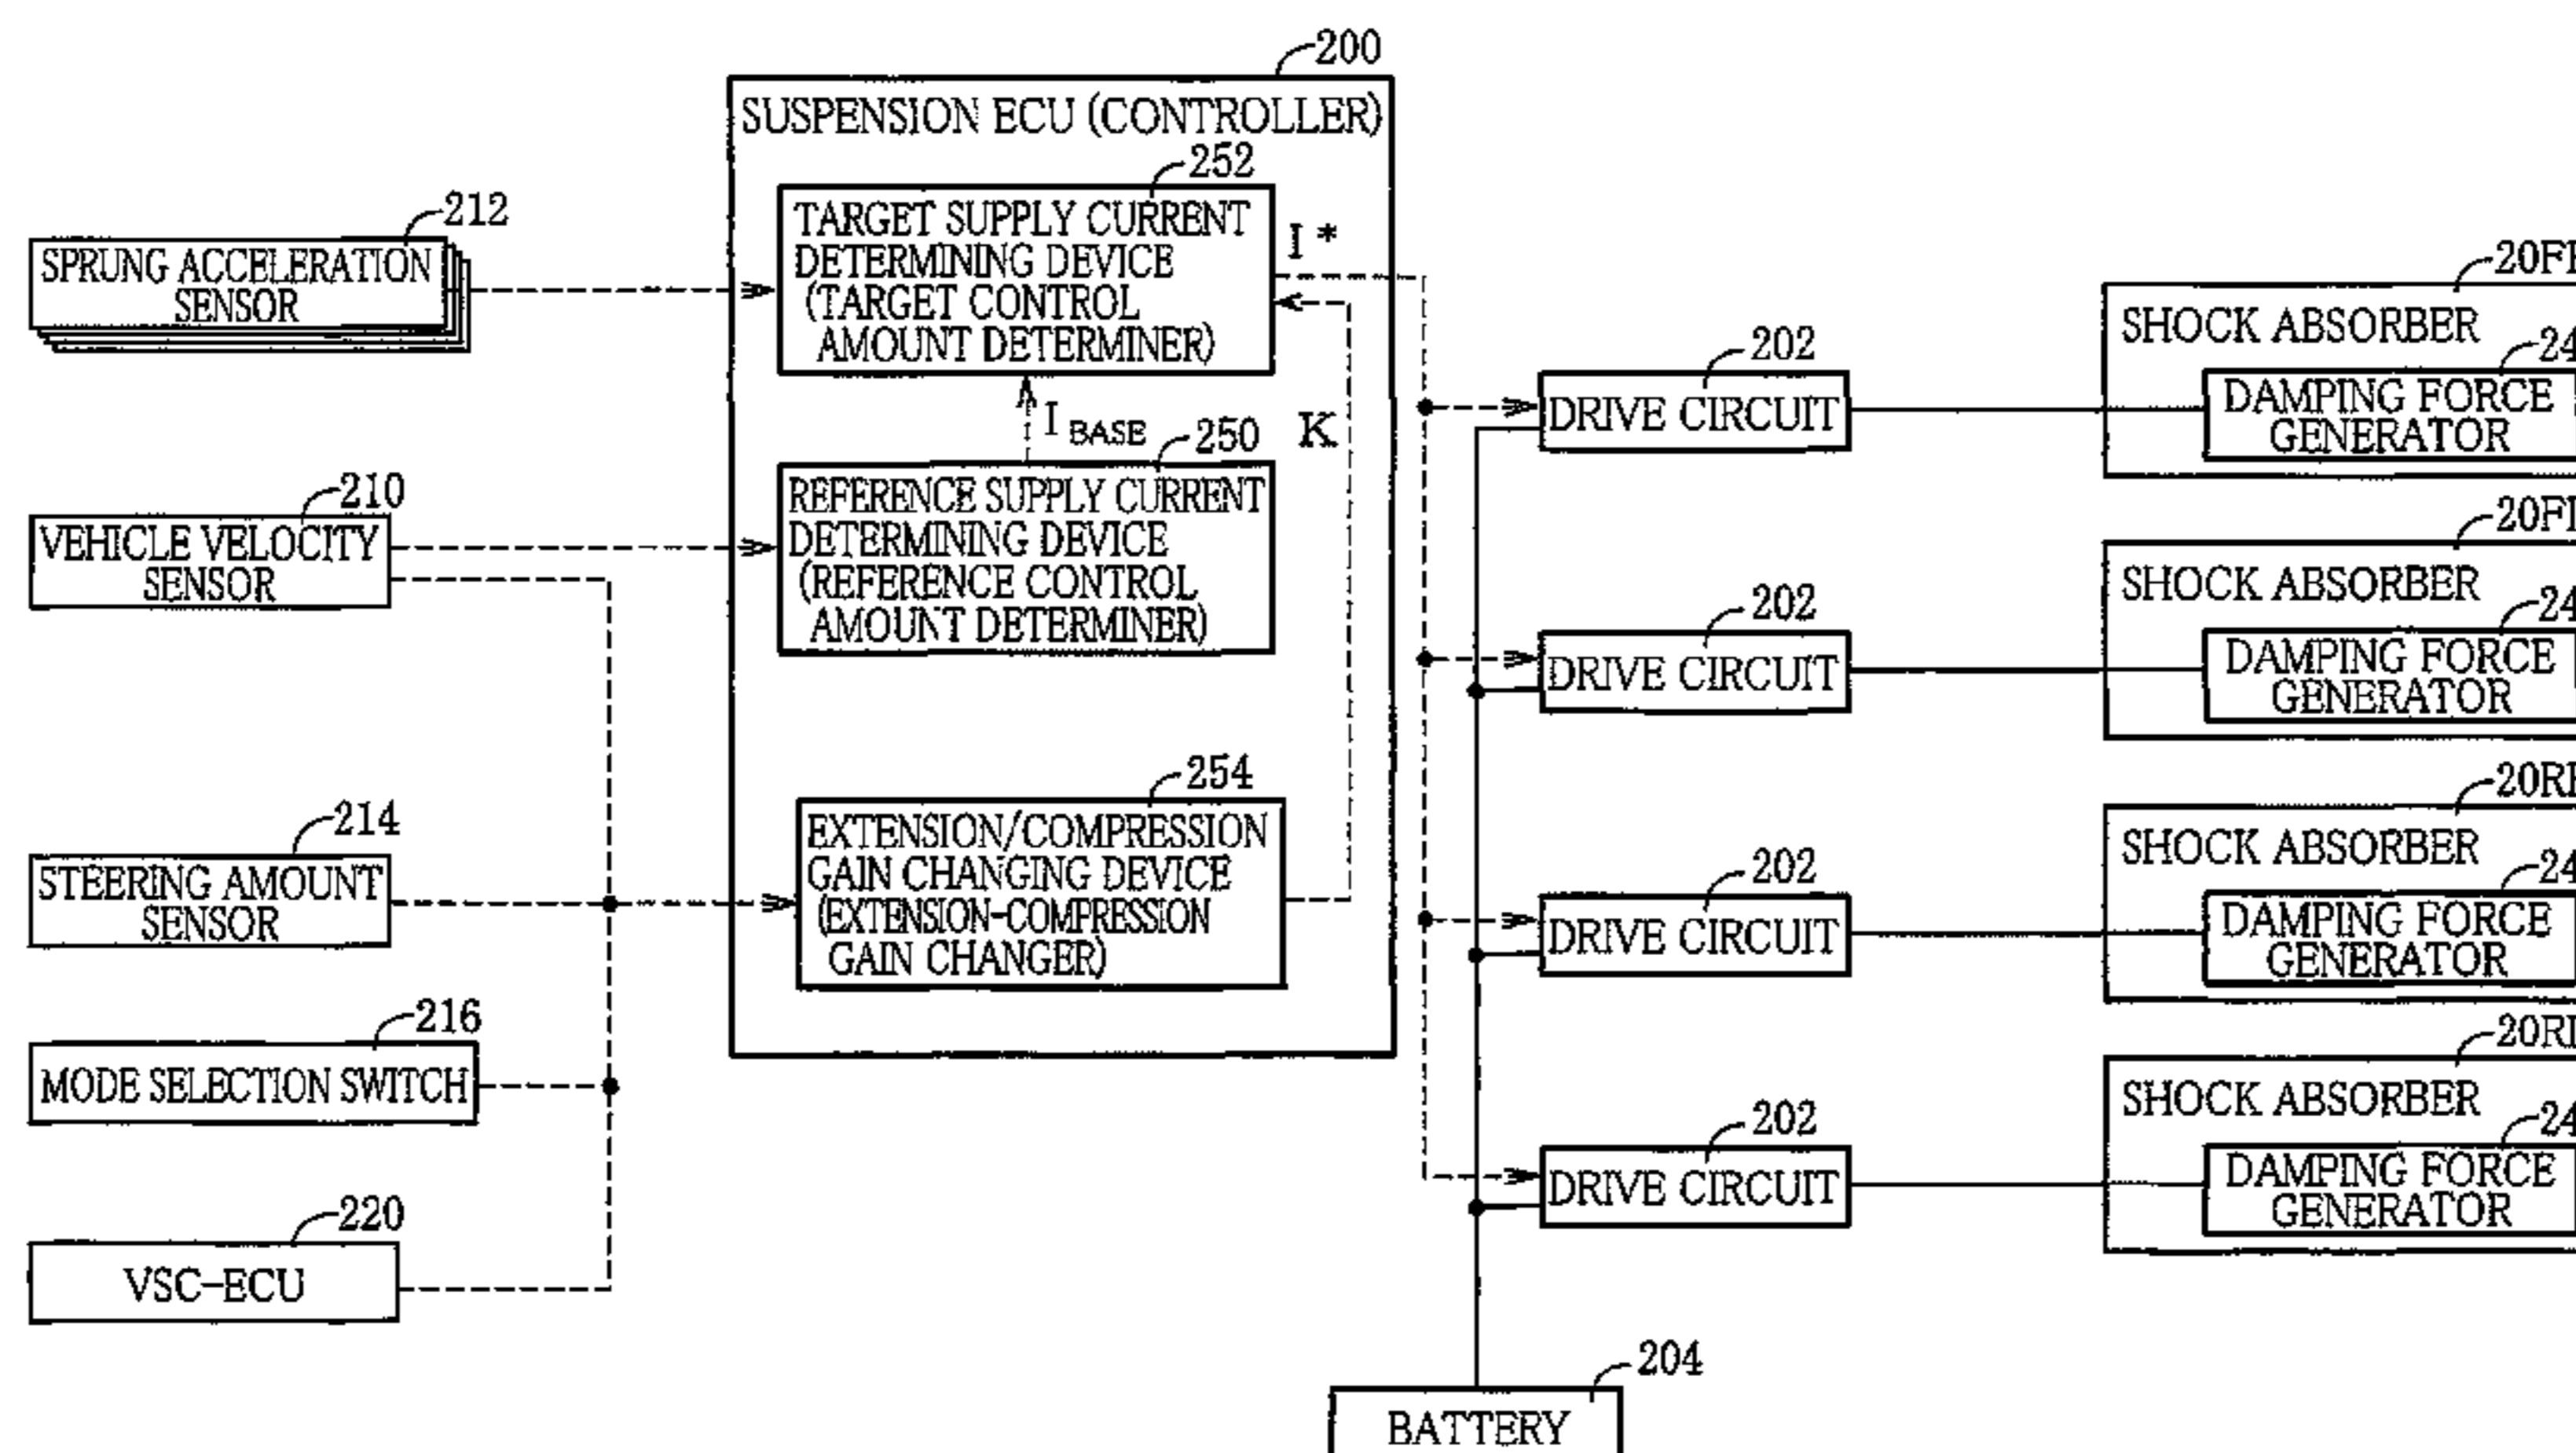 200
SUSPENSION ECU (CONTROLLER)
252
TARGET SUPPLY CURRENT
DETERMINING DEVICE
(TARGET CONTROL
AMOUNT DETERMINER)
I *
212
SPRUNG ACCELERATION
SENSOR
I BASE
250
K
REFERENCE SUPPLY CURRENT
DETERMINING DEVICE
(REFERENCE CONTROL
AMOUNT DETERMINER)
210
VEHICLE VELOCITY
SENSOR
254
EXTENSION/COMPRESSION
GAIN CHANGING DEVICE
(EXTENSION-COMPRESSION
GAIN CHANGER)
214
STEERING AMOUNT
SENSOR
216
MODE SELECTION SWITCH
220
VSC-ECU
202
DRIVE CIRCUIT
202
DRIVE CIRCUIT
202
DRIVE CIRCUIT
202
DRIVE CIRCUIT
204
BATTERY
SHOCK ABSORBER
24
DAMPING FORCE
GENERATOR
SHOCK ABSORBER
24
DAMPING FORCE
GENERATOR
SHOCK ABSORBER
24
DAMPING FORCE
GENERATOR
SHOCK ABSORBER
24
DAMPING FORCE
GENERATOR